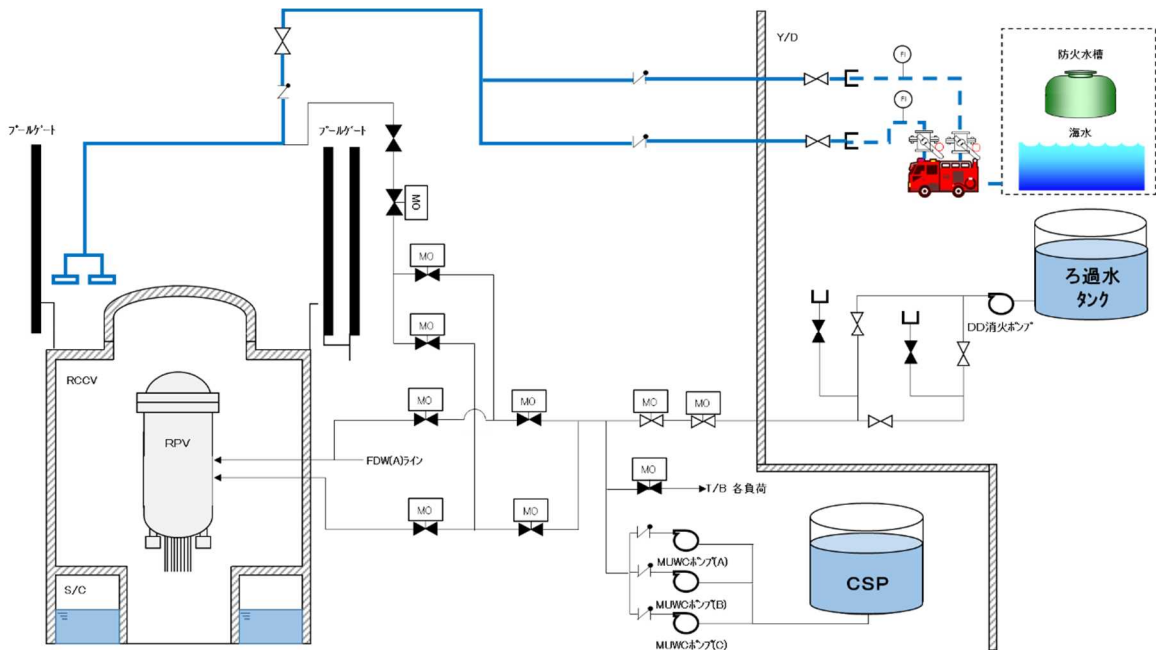 Y/D
防火水槽
PI
PI
海水
プールゲート
プールゲート
MO
MO
ろ過水
タンク
DD消火ポンプ
MO
RCCV
MO
MO
MO
MO
RPV
FDW(A)ライン
MO
T/B 各負荷
MO
MO
MUWCポンプ(A)
CSP
S/C
MUWCポンプ(B)
MUWCポンプ(C)